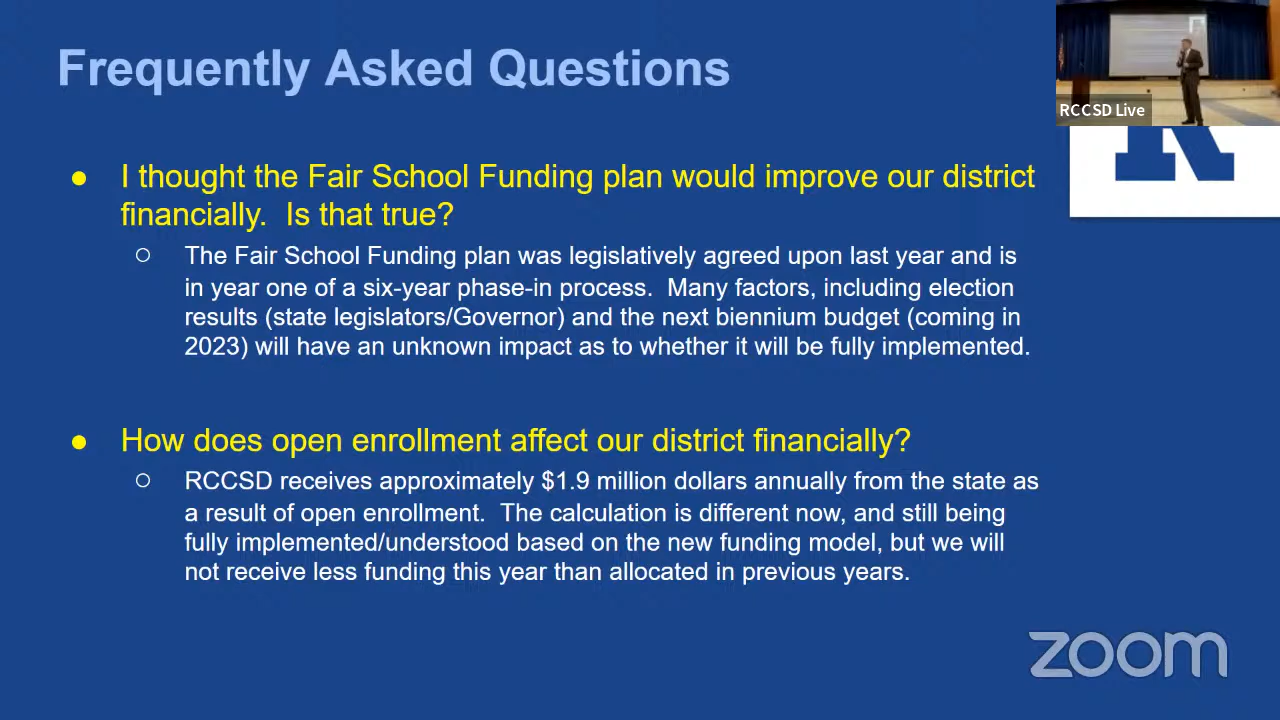 Frequently Asked Questions
RCCSD Live
● I thought the Fair School Funding plan would improve our district
financially.  Is that true?
○ The Fair School Funding plan was legislatively agreed upon last year and is
in year one of a six-year phase-in process.  Many factors, including election
results (state legislators/Governor) and the next biennium budget (coming in
2023) will have an unknown impact as to whether it will be fully implemented.
● How does open enrollment affect our district financially?
○ RCCSD receives approximately $1.9 million dollars annually from the state as
a result of open enrollment.  The calculation is different now, and still being
fully implemented/understood based on the new funding model, but we will
not receive less funding this year than allocated in previous years.
zoom